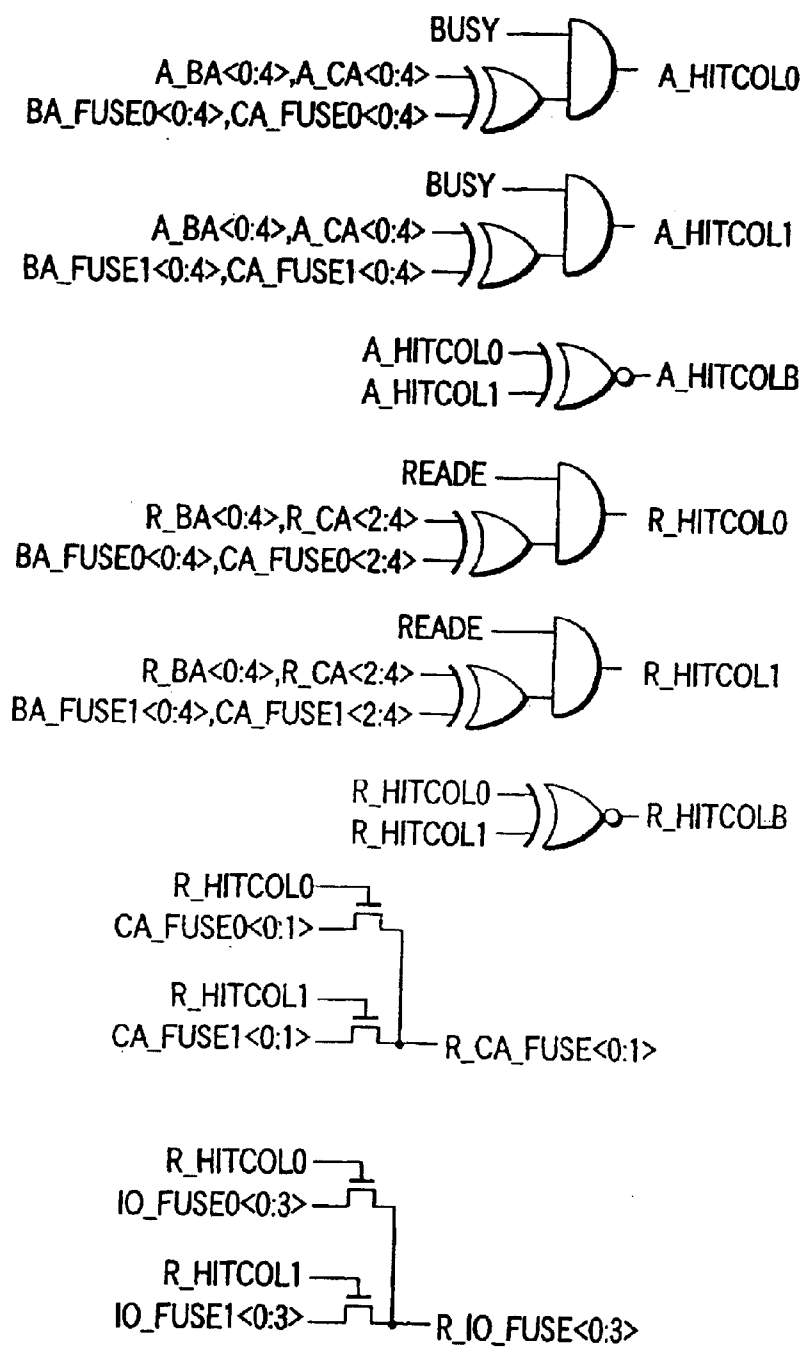 BUSY
A_BA<0:4>,A_CA<0:4>
A_HITCOL0
BA_FUSE0<0:4>,CA_FUSE0<0:4>
BUSY
A_BA<0:4>,A_CA<0:4>
A_HITCOL1
BA_FUSE1<0:4>,CA_FUSE1<0:4>
A_HITCOL0
A_HITCOLB
A_HITCOL1
READE
R_BA<0:4>,R_CA<2:4>
R_HITCOL0
BA_FUSE0<0:4>,CA_FUSE0<2:4>
READE
R_BA<0:4>,R_CA<2:4>
R_HITCOL1
BA_FUSE1<0:4>,CA_FUSE1<2:4>
R_HITCOL0
R_HITCOLB
R_HITCOL1
R_HITCOL0
CA_FUSE0<0:1>
R_HITCOL1
CA_FUSE1<0:1>
R_CA_FUSE<0:1>
R_HITCOL0
IO_FUSE0<0:3>
R_HITCOL1
IO_FUSE1<0:3>
R_IO_FUSE<0:3>